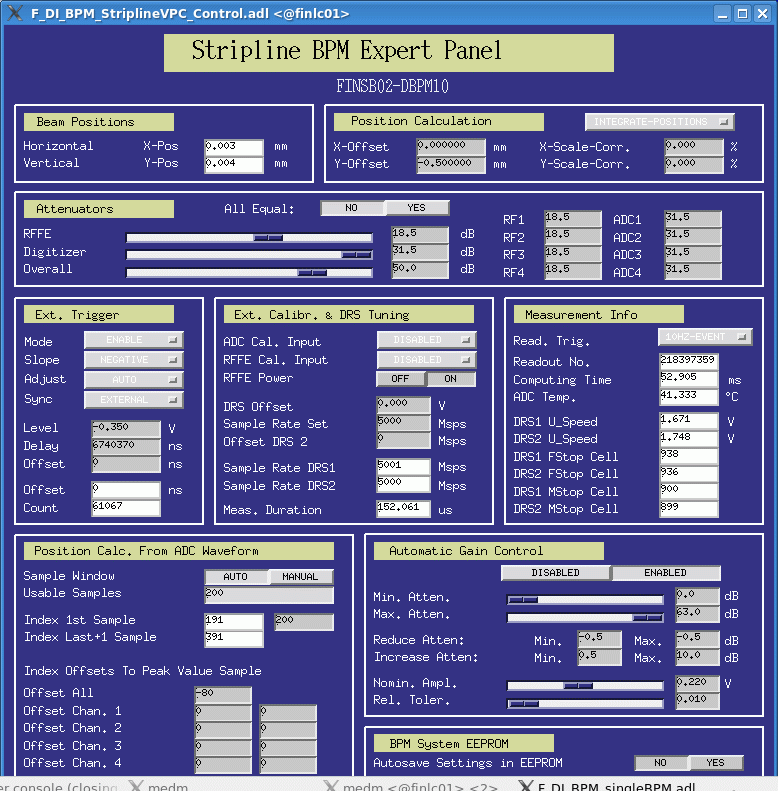 F_DI_BPM_StriplineVPC_Control.adl <@finlc01>
Stripline BPM Expert Panel
FINSB02-DBPM10
Beam Positions
Horizontal X-Pos 0.003 mm
Vertical Y-Pos 0.004 mm
Position Calculation INTEGRATE-POSITIONS
X-Offset 0.000000 mm X-Scale-Corr. 0.000 %
Y-Offset -0.500000 mm Y-Scale-Corr. 0.000 %
Attenuators All Equal: NO YES
RFFE 18.5 dB
Digitizer 31.5 dB
Overall 50.0 dB
RF1 18.5 ADC1 31.5
RF2 18.5 ADC2 31.5
RF3 18.5 ADC3 31.5
RF4 18.5 ADC4 31.5
Ext. Trigger
Mode ENABLE
Slope NEGATIVE
Adjust AUTO
Sync EXTERNAL
Level -0.350 V
Delay 6740370 ns
Offset 0 ns
Offset 0 ns
Count 61067
Ext. Calibr. & DRS Tuning
ADC Cal. Input DISABLED
RFFE Cal. Input DISABLED
RFFE Power OFF ON
DRS Offset 0.000 V
Sample Rate Set 5000 Msps
Offset DRS 2 0 Msps
Sample Rate DRS1 5001 Msps
Sample Rate DRS2 5000 Msps
Meas. Duration 152.061 us
Measurement Info
Read. Trig. 10HZ-EVENT
Readout No. 218397359
Computing Time 52.905 ms
ADC Temp. 41.333 °C
DRS1 U_Speed 1.671 V
DRS2 U_Speed 1.748 V
DRS1 FStop Cell 938
DRS2 FStop Cell 936
DRS1 MStop Cell 900
DRS2 MStop Cell 899
Position Calc. From ADC Waveform
Sample Window AUTO MANUAL
Usable Samples 200
Index 1st Sample 191 200
Index Last+1 Sample 391
Index Offsets To Peak Value Sample
Offset All -80
Offset Chan. 1 0 0
Offset Chan. 2 0 0
Offset Chan. 3 0 0
Offset Chan. 4 0 0
Automatic Gain Control
DISABLED ENABLED
Min. Atten. 0.0 dB
Max. Atten. 63.0 dB
Reduce Atten: Min. -0.5 Max. -0.5 dB
Increase Atten: Min. 0.5 Max. 10.0 dB
Nomin. Ampl. 0.220 V
Rel. Toler. 0.010
BPM System EEPROM
Autosave Settings in EEPROM NO YES
er console (closing medm medm <@finlc01> <2> F_DI_BPM_singleBPM.adl